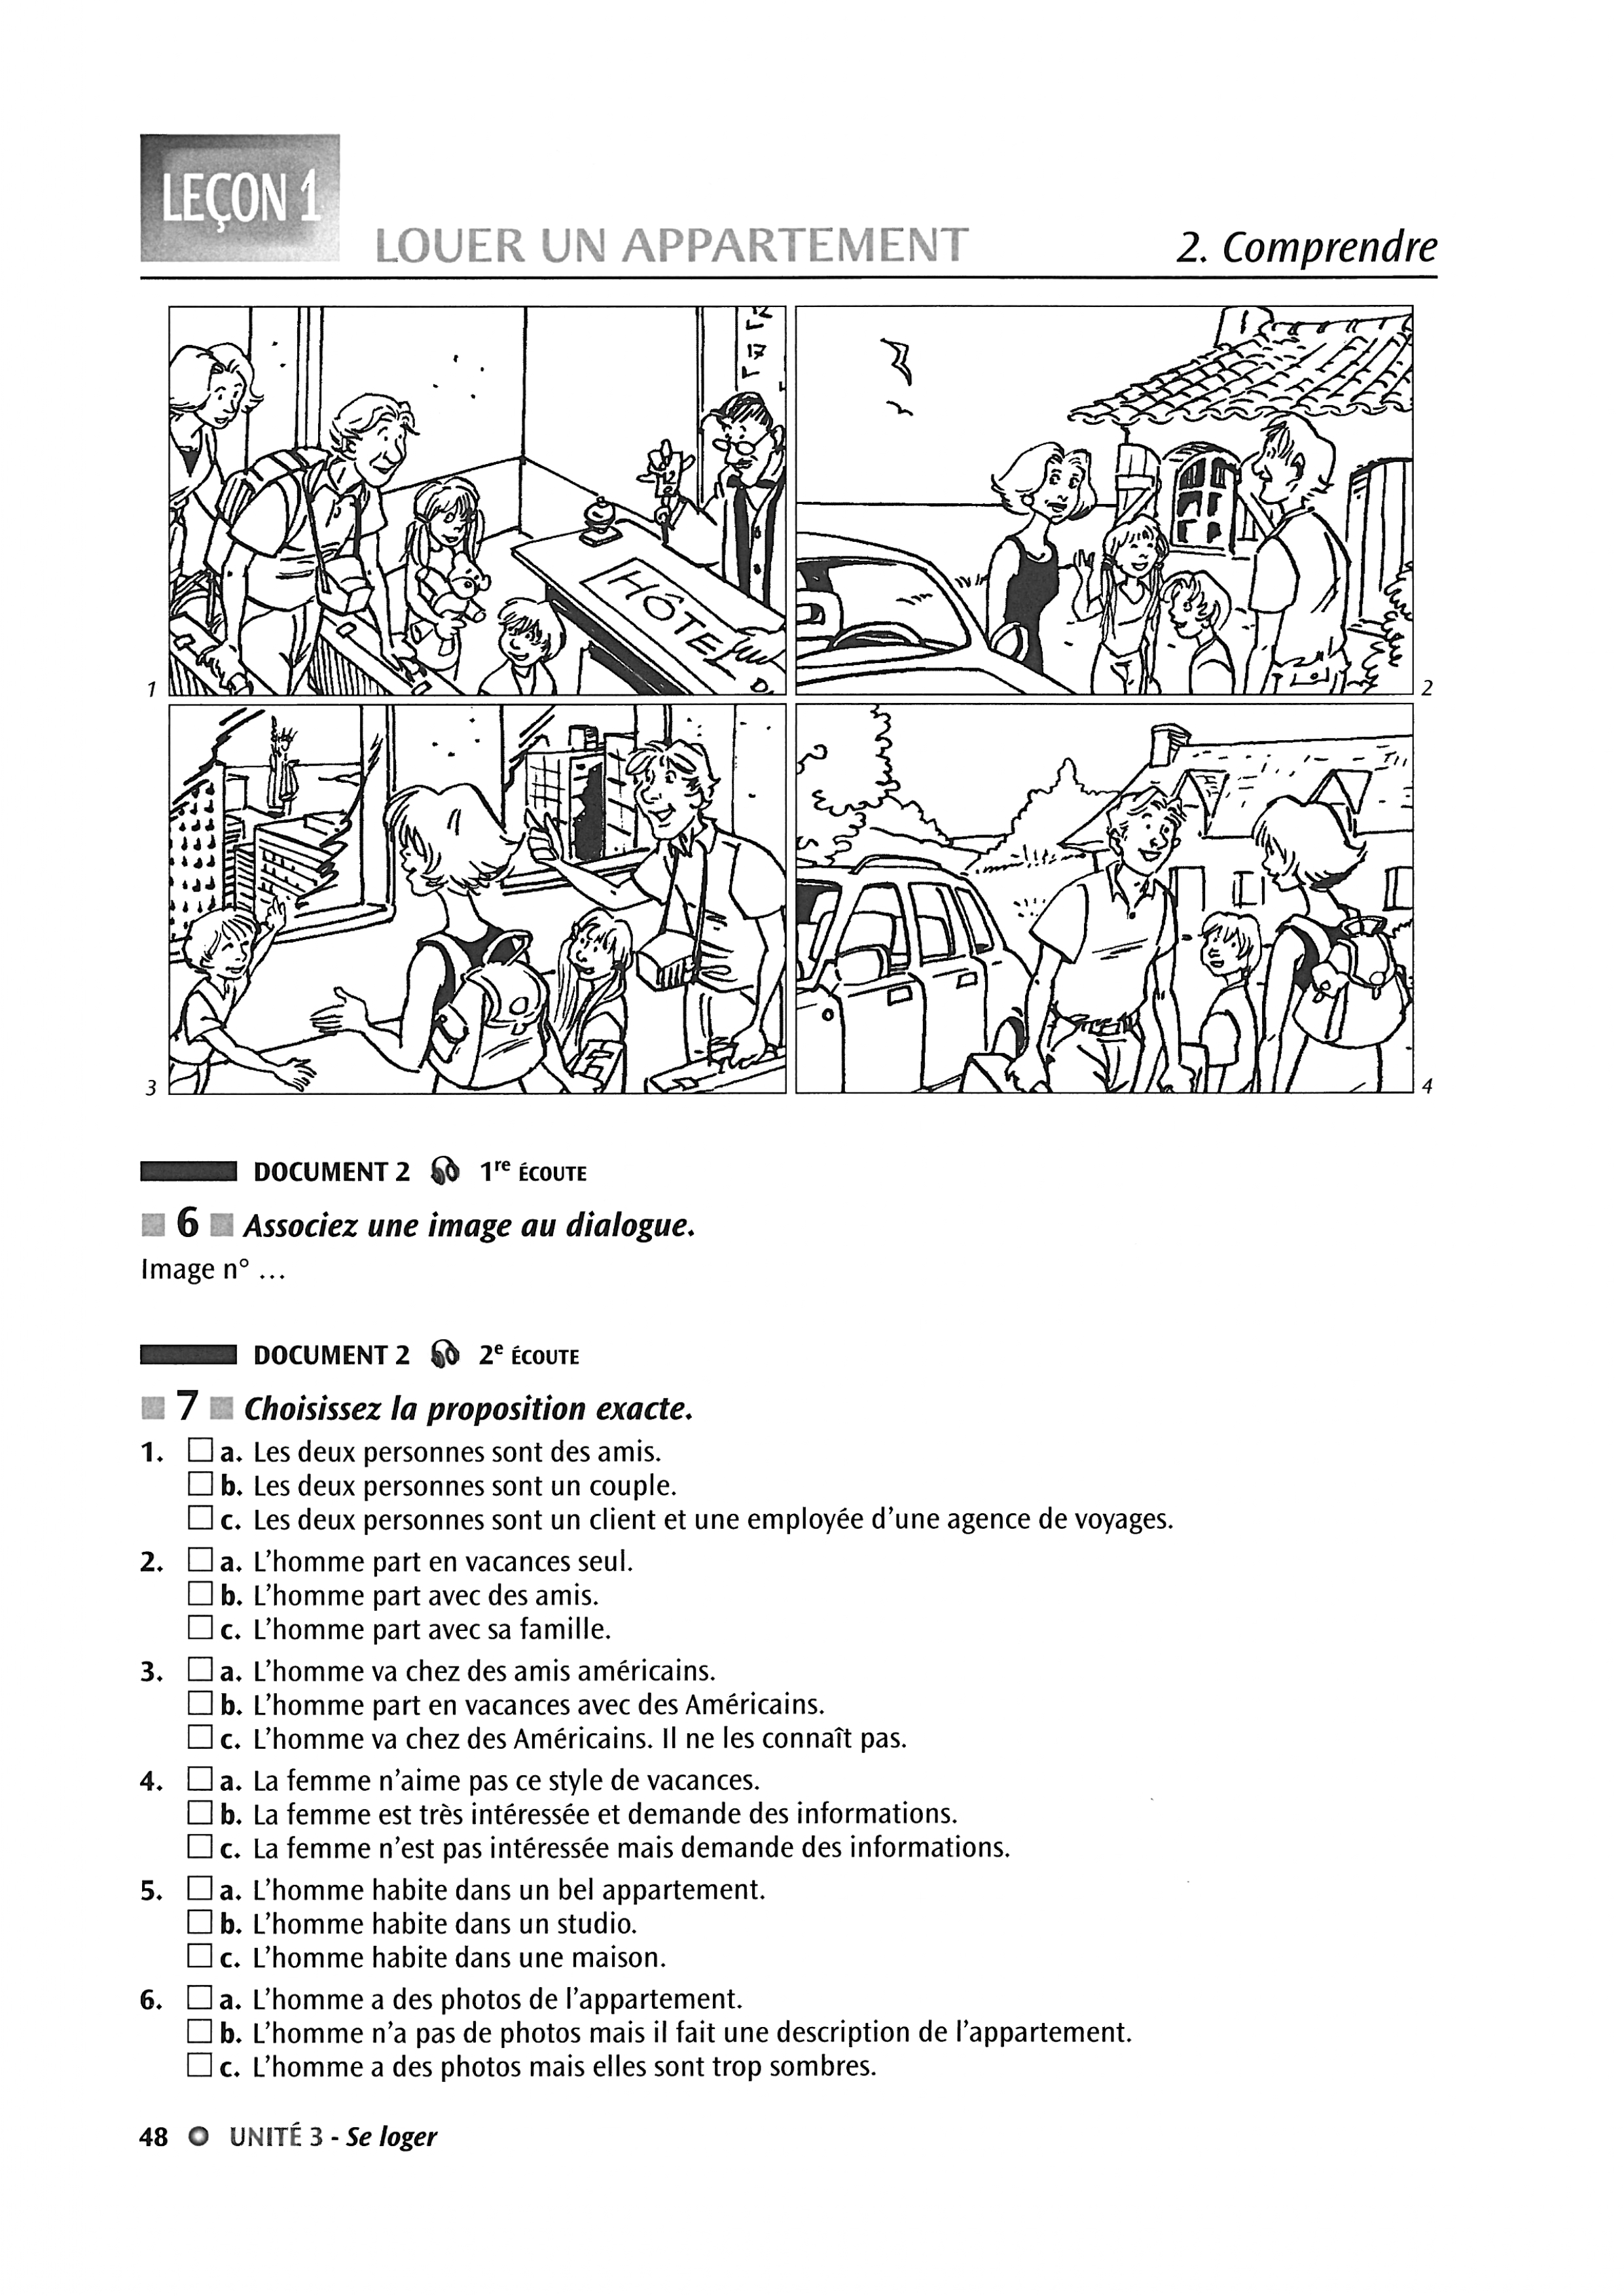 LEÇON 1
LOUER UN APPARTEMENT
2. Comprendre
17
12
HÔTEL
1
2
3
4
DOCUMENT 2 1re ÉCOUTE
6 Associez une image au dialogue.
Image n° ...
DOCUMENT 2 2e ÉCOUTE
7 Choisissez la proposition exacte.
1. a. Les deux personnes sont des amis.
b. Les deux personnes sont un couple.
c. Les deux personnes sont un client et une employée d'une agence de voyages.
2. a. L'homme part en vacances seul.
b. L'homme part avec des amis.
c. L'homme part avec sa famille.
3. a. L'homme va chez des amis américains.
b. L'homme part en vacances avec des Américains.
c. L'homme va chez des Américains. Il ne les connaît pas.
4. a. La femme n'aime pas ce style de vacances.
b. La femme est très intéressée et demande des informations.
c. La femme n'est pas intéressée mais demande des informations.
5. a. L'homme habite dans un bel appartement.
b. L'homme habite dans un studio.
c. L'homme habite dans une maison.
6. a. L'homme a des photos de l'appartement.
b. L'homme n'a pas de photos mais il fait une description de l'appartement.
c. L'homme a des photos mais elles sont trop sombres.
48 UNITÉ 3 - Se loger